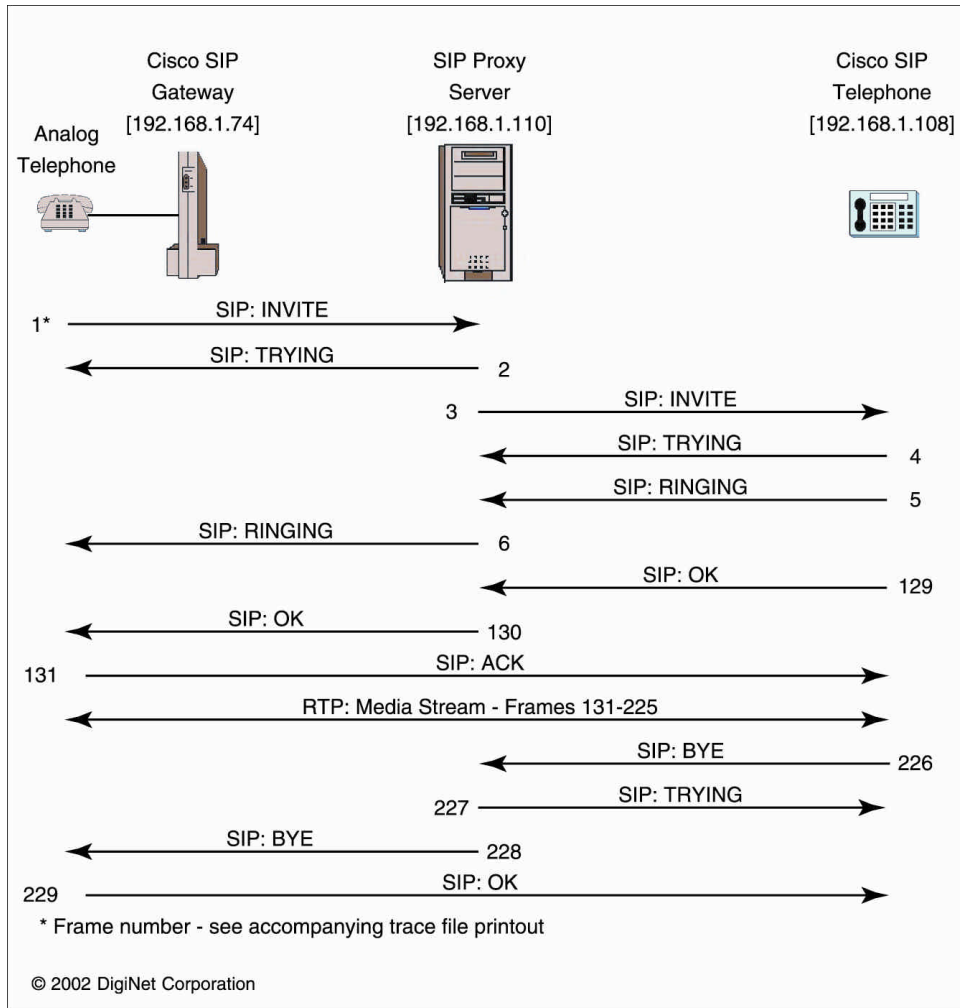 Cisco SIP
Gateway
[192.168.1.74]
SIP Proxy
Server
[192.168.1.110]
Cisco SIP
Telephone
[192.168.1.108]
Analog
Telephone
1*
SIP: INVITE
SIP: TRYING
2
3
SIP: INVITE
SIP: TRYING
4
SIP: RINGING
5
SIP: RINGING
6
SIP: OK
129
SIP: OK
130
131
SIP: ACK
RTP: Media Stream - Frames 131-225
SIP: BYE
226
227
SIP: TRYING
SIP: BYE
228
229
SIP: OK
* Frame number - see accompanying trace file printout
© 2002 DigiNet Corporation